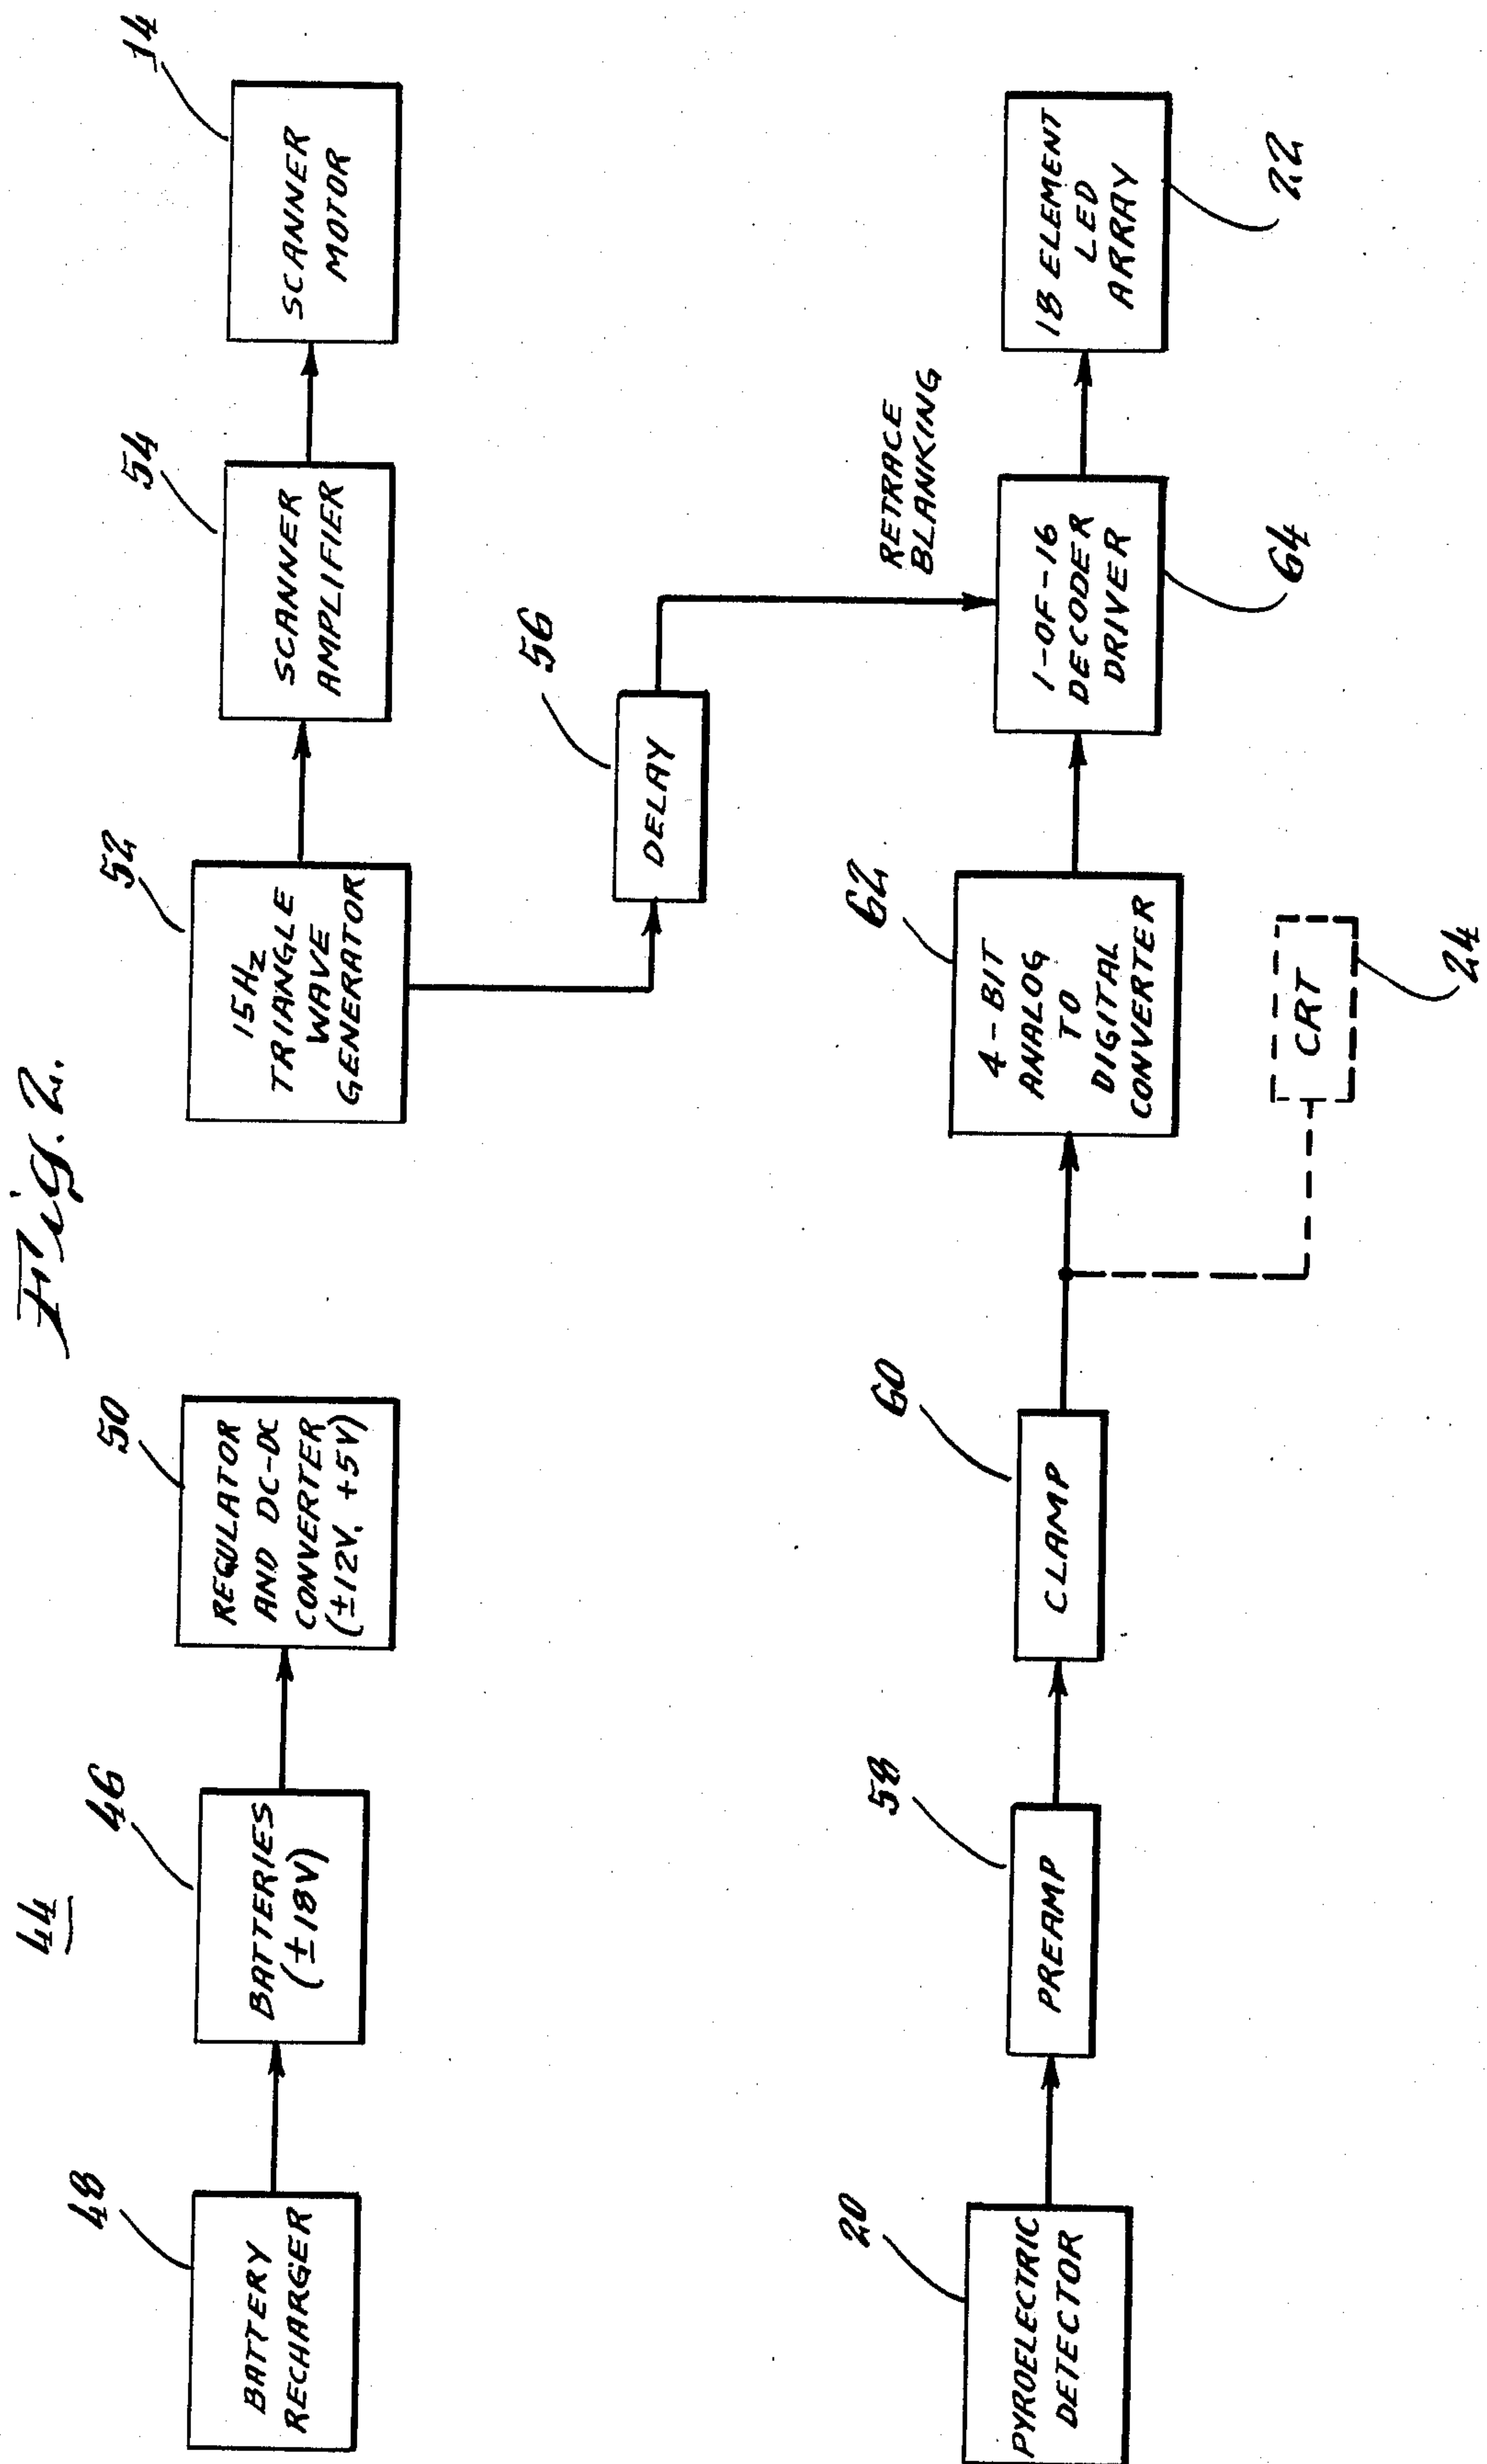 Fig. 2.
44
48
BATTERY
RECHARGER
46
BATTERIES
(±18V)
50
REGULATOR
AND DC-DC
CONVERTER
(±12V, +5V)
52
15Hz
TRIANGLE
WAVE
GENERATOR
54
SCANNER
AMPLIFIER
14
SCANNER
MOTOR
56
DELAY
RETRACE
BLANKING
20
PYROELECTRIC
DETECTOR
58
PREAMP
60
CLAMP
62
4-BIT
ANALOG
TO
DIGITAL
CONVERTER
64
1-OF-16
DECODER
DRIVER
18 ELEMENT
LED
ARRAY
22
CRT
24